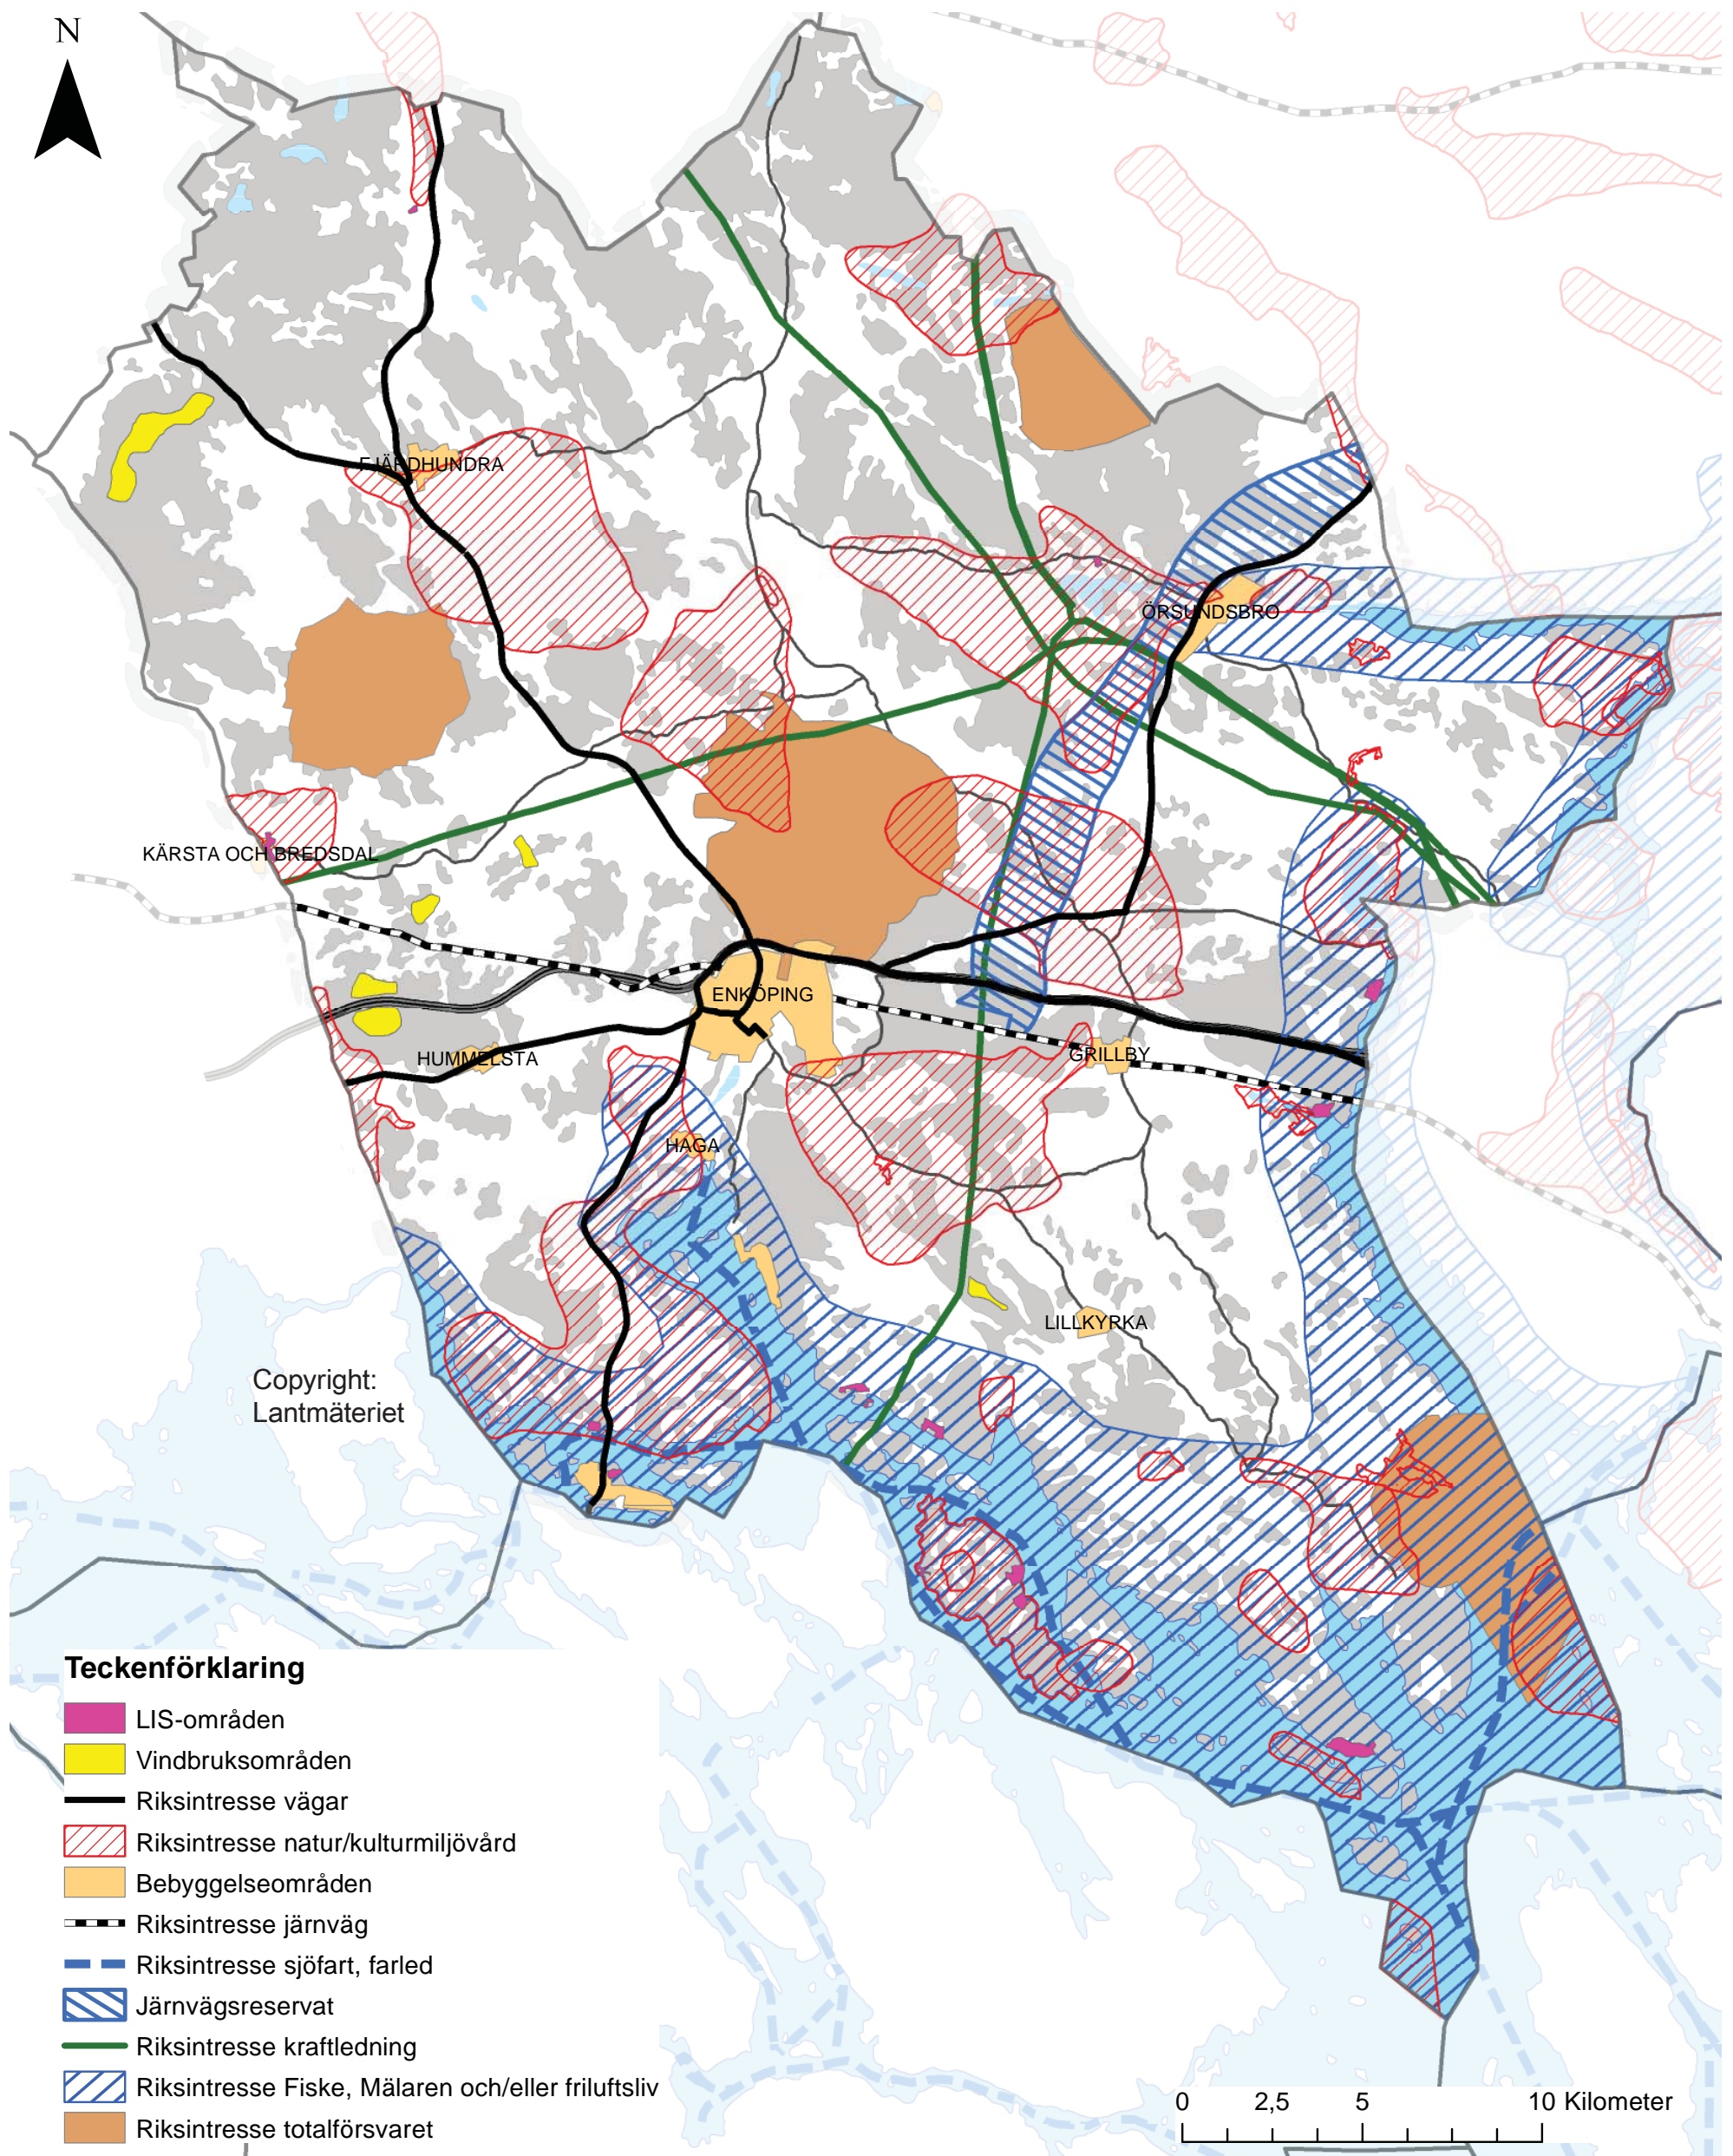 N
FJÄRDHUNDRA
ÖRSUNDSBRO
KÄRSTA OCH BREDSDAL
ENKÖPING
HUMMELSTA
GRILLBY
HAGA
LILLKYRKA
Copyright:
Lantmäteriet
Teckenförklaring
LIS-områden
Vindbruksområden
Riksintresse vägar
Riksintresse natur/kulturmiljövård
Bebyggelseområden
Riksintresse järnväg
Riksintresse sjöfart, farled
Järnvägsreservat
Riksintresse kraftledning
Riksintresse Fiske, Mälaren och/eller friluftsliv
Riksintresse totalförsvaret
0 2,5 5 10 Kilometer